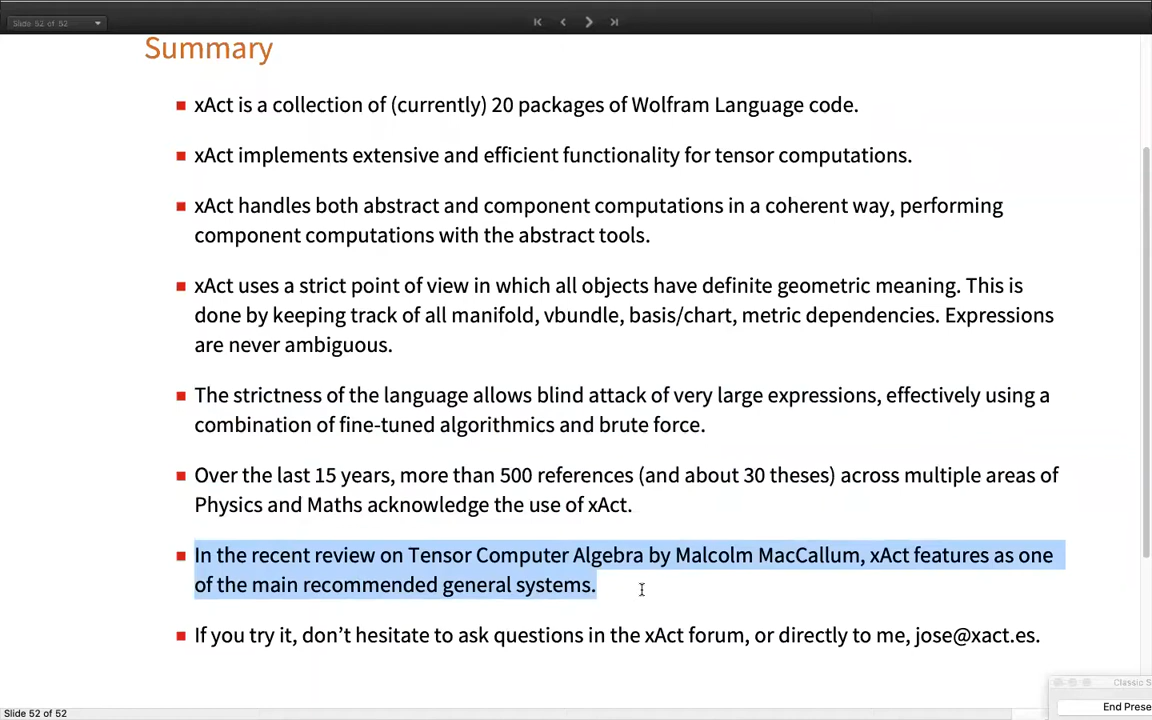 Slide 52 of 52
Summary
xAct is a collection of (currently) 20 packages of Wolfram Language code.
xAct implements extensive and efficient functionality for tensor computations.
xAct handles both abstract and component computations in a coherent way, performing
component computations with the abstract tools.
xAct uses a strict point of view in which all objects have definite geometric meaning. This is
done by keeping track of all manifold, vbundle, basis/chart, metric dependencies. Expressions
are never ambiguous.
The strictness of the language allows blind attack of very large expressions, effectively using a
combination of fine-tuned algorithmics and brute force.
Over the last 15 years, more than 500 references (and about 30 theses) across multiple areas of
Physics and Maths acknowledge the use of xAct.
In the recent review on Tensor Computer Algebra by Malcolm MacCallum, xAct features as one
of the main recommended general systems.
If you try it, don’t hesitate to ask questions in the xAct forum, or directly to me, jose@xact.es.
Classic S
End Prese
Slide 52 of 52